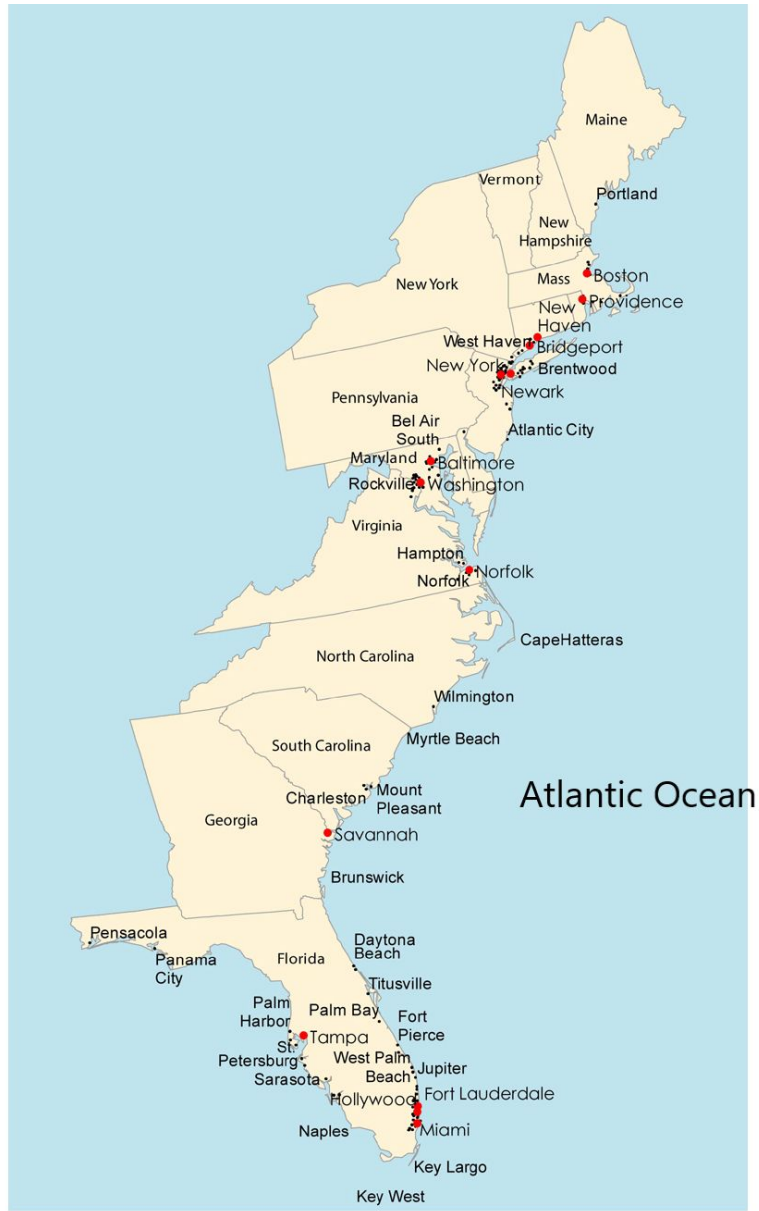 Maine
Vermont
Portland
New
Hampshire
Boston
Mass
New York
Providence
New
Haven
West Haven
Bridgeport
New York
Brentwood
Newark
Pennsylvania
Bel Air
South
Atlantic City
Maryland
Baltimore
Rockville
Washington
Virginia
Hampton
Norfolk
Norfolk
CapeHatteras
North Carolina
Wilmington
Myrtle Beach
South Carolina
Charleston
Mount
Pleasant
Atlantic Ocean
Georgia
Savannah
Brunswick
Pensacola
Panama
City
Florida
Daytona
Beach
Titusville
Palm
Harbor
Palm Bay
Fort
Pierce
Tampa
St.
Petersburg
West Palm
Beach
Jupiter
Sarasota
Hollywood
Fort Lauderdale
Naples
Miami
Key Largo
Key West